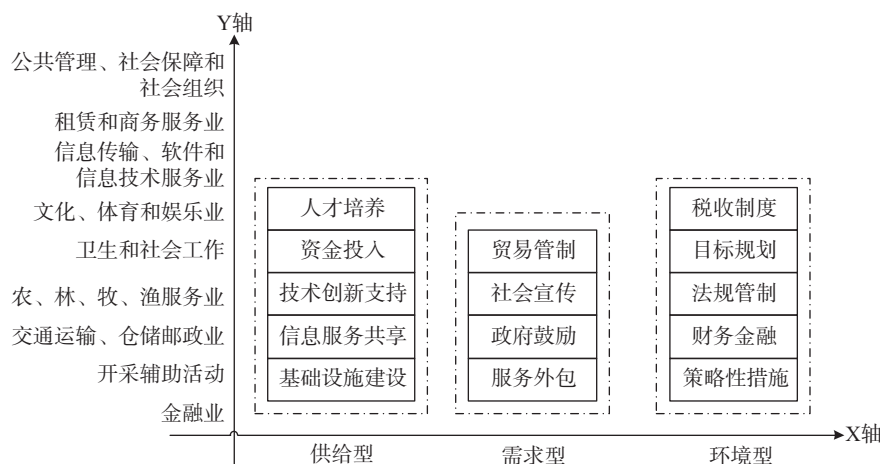 Y轴
公共管理、社会保障和
社会组织
租赁和商务服务业
信息传输、软件和
信息技术服务业
文化、体育和娱乐业
卫生和社会工作
农、林、牧、渔服务业
交通运输、仓储邮政业
开采辅助活动
金融业
人才培养
资金投入
技术创新支持
信息服务共享
基础设施建设
贸易管制
社会宣传
政府鼓励
服务外包
税收制度
目标规划
法规管制
财务金融
策略性措施
X轴
供给型
需求型
环境型